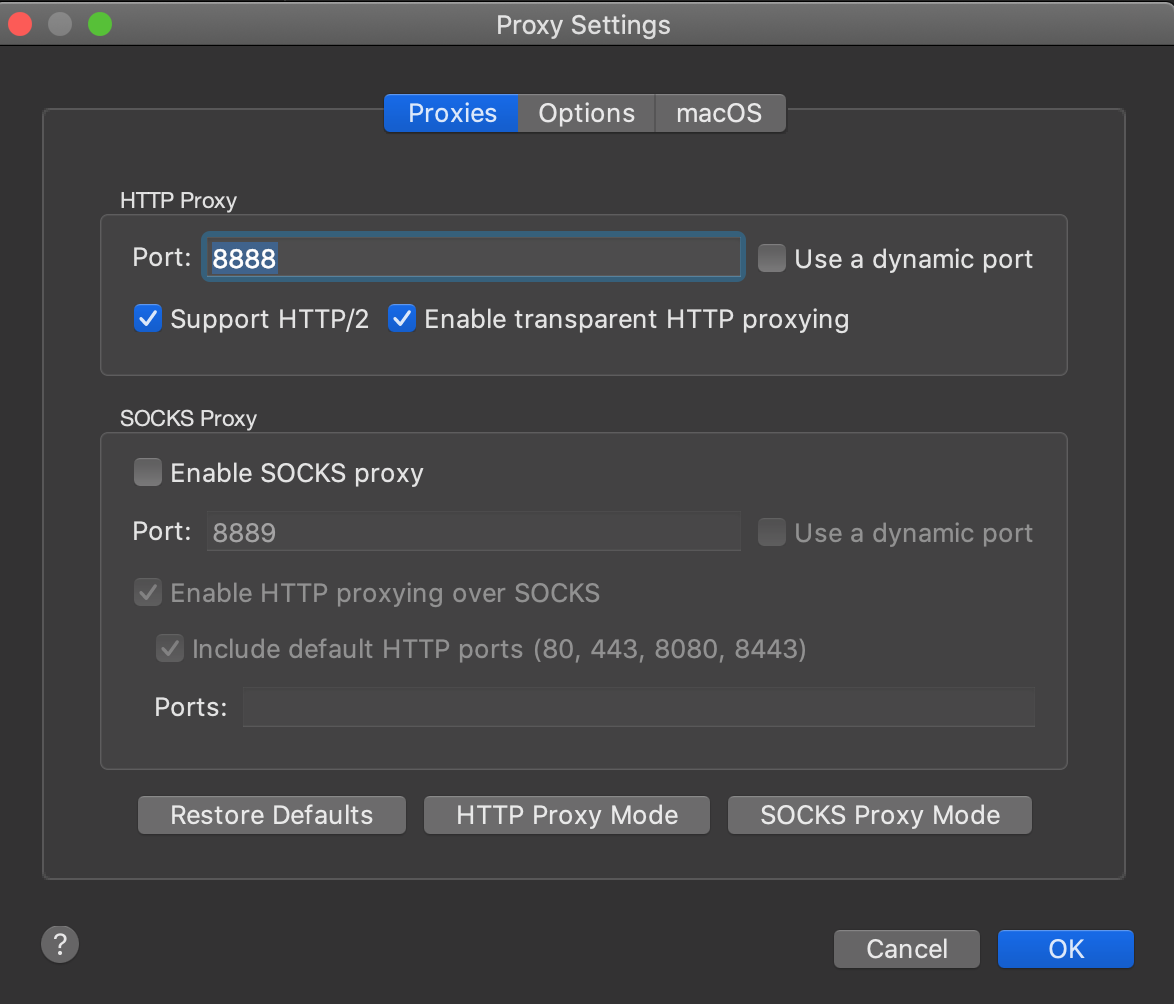 Proxy Settings
Proxies Options macOS
HTTP Proxy
Port: 8888 Use a dynamic port
Support HTTP/2 Enable transparent HTTP proxying
SOCKS Proxy
Enable SOCKS proxy
Port: 8889 Use a dynamic port
Enable HTTP proxying over SOCKS
Include default HTTP ports (80, 443, 8080, 8443)
Ports:
Restore Defaults HTTP Proxy Mode SOCKS Proxy Mode
? Cancel OK